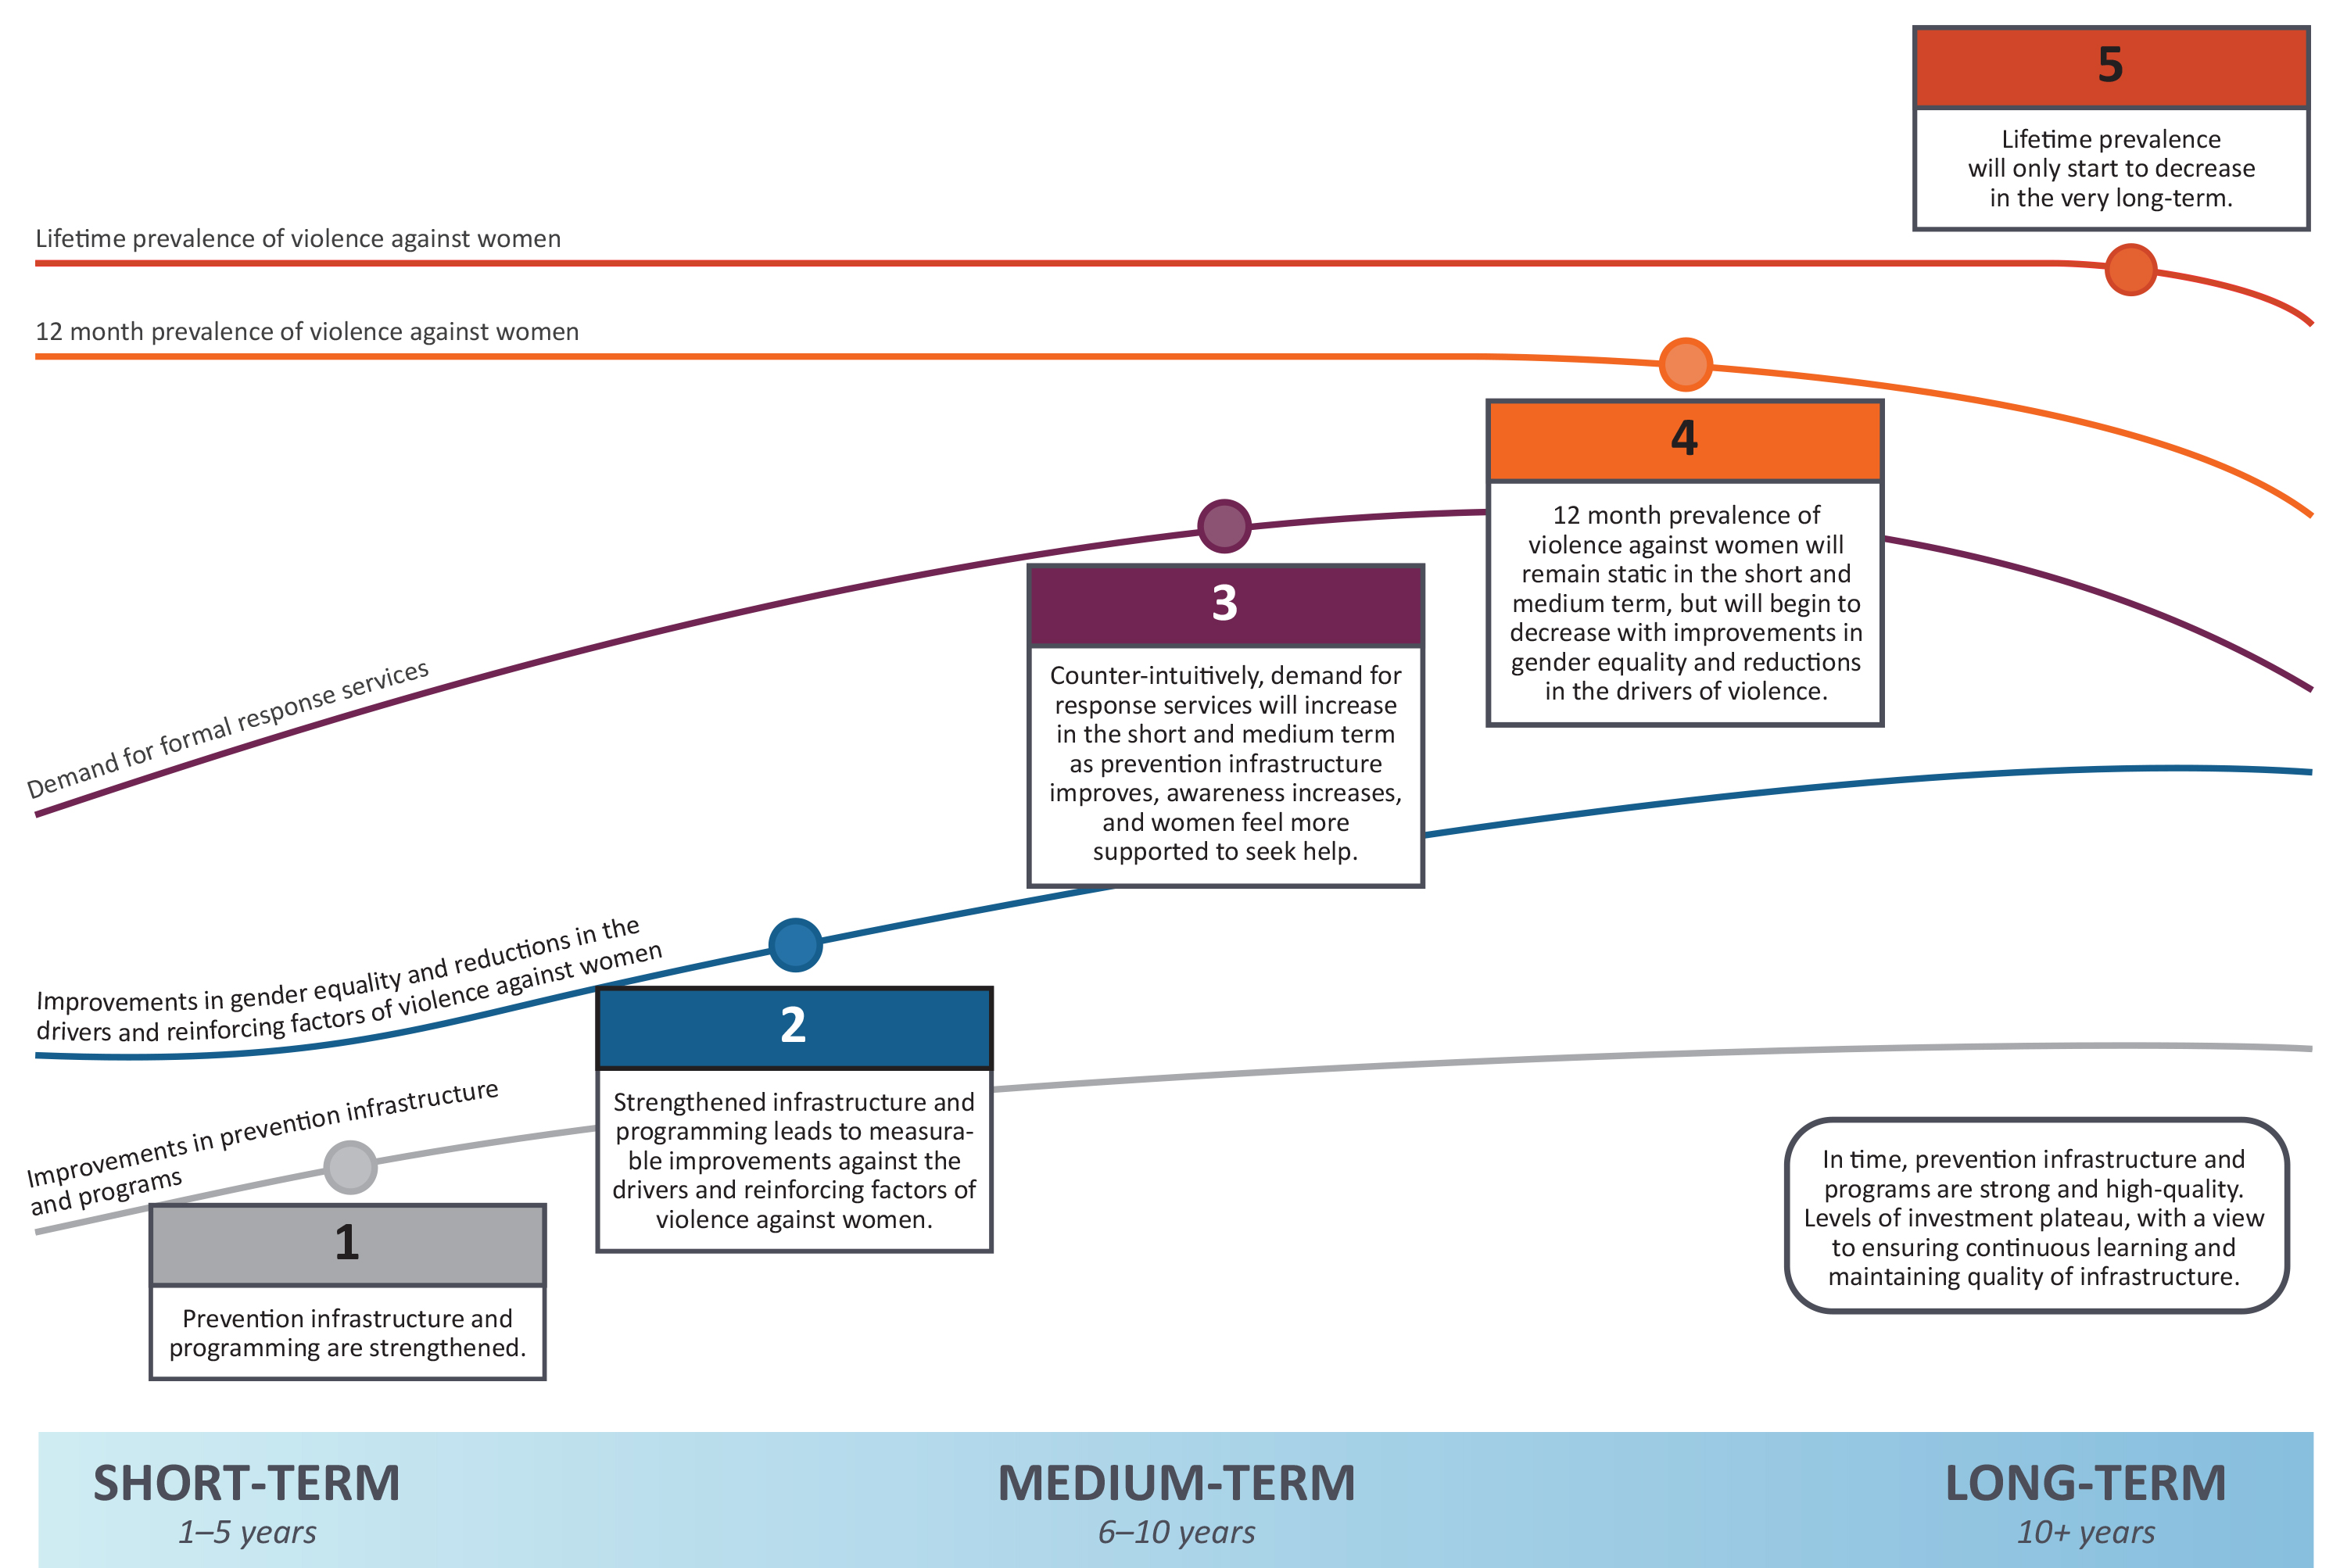 5
Lifetime prevalence
will only start to decrease
in the very long-term.
Lifetime prevalence of violence against women
12 month prevalence of violence against women
4
12 month prevalence of
violence against women will
remain static in the short and
medium term, but will begin to
decrease with improvements in
gender equality and reductions
in the drivers of violence.
Demand for formal response services
3
Counter-intuitively, demand for
response services will increase
in the short and medium term
as prevention infrastructure
improves, awareness increases,
and women feel more
supported to seek help.
Improvements in gender equality and reductions in the
drivers and reinforcing factors of violence against women
2
Strengthened infrastructure and
programming leads to measura-
ble improvements against the
drivers and reinforcing factors of
violence against women.
Improvements in prevention infrastructure
and programs
1
Prevention infrastructure and
programming are strengthened.
In time, prevention infrastructure and
programs are strong and high-quality.
Levels of investment plateau, with a view
to ensuring continuous learning and
maintaining quality of infrastructure.
SHORT-TERM
1–5 years
MEDIUM-TERM
6–10 years
LONG-TERM
10+ years